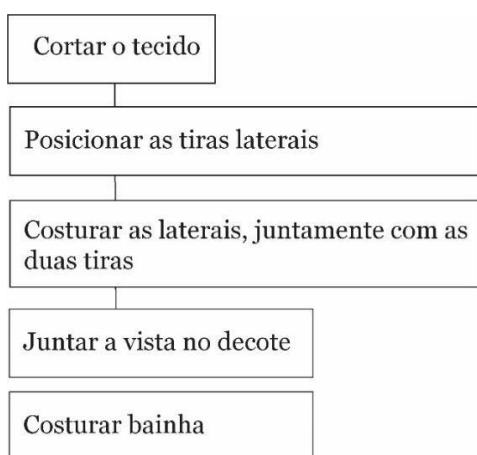 Cortar o tecido
Posicionar as tiras laterais
Costurar as laterais, juntamente com as
duas tiras
Juntar a vista no decote
Costurar bainha